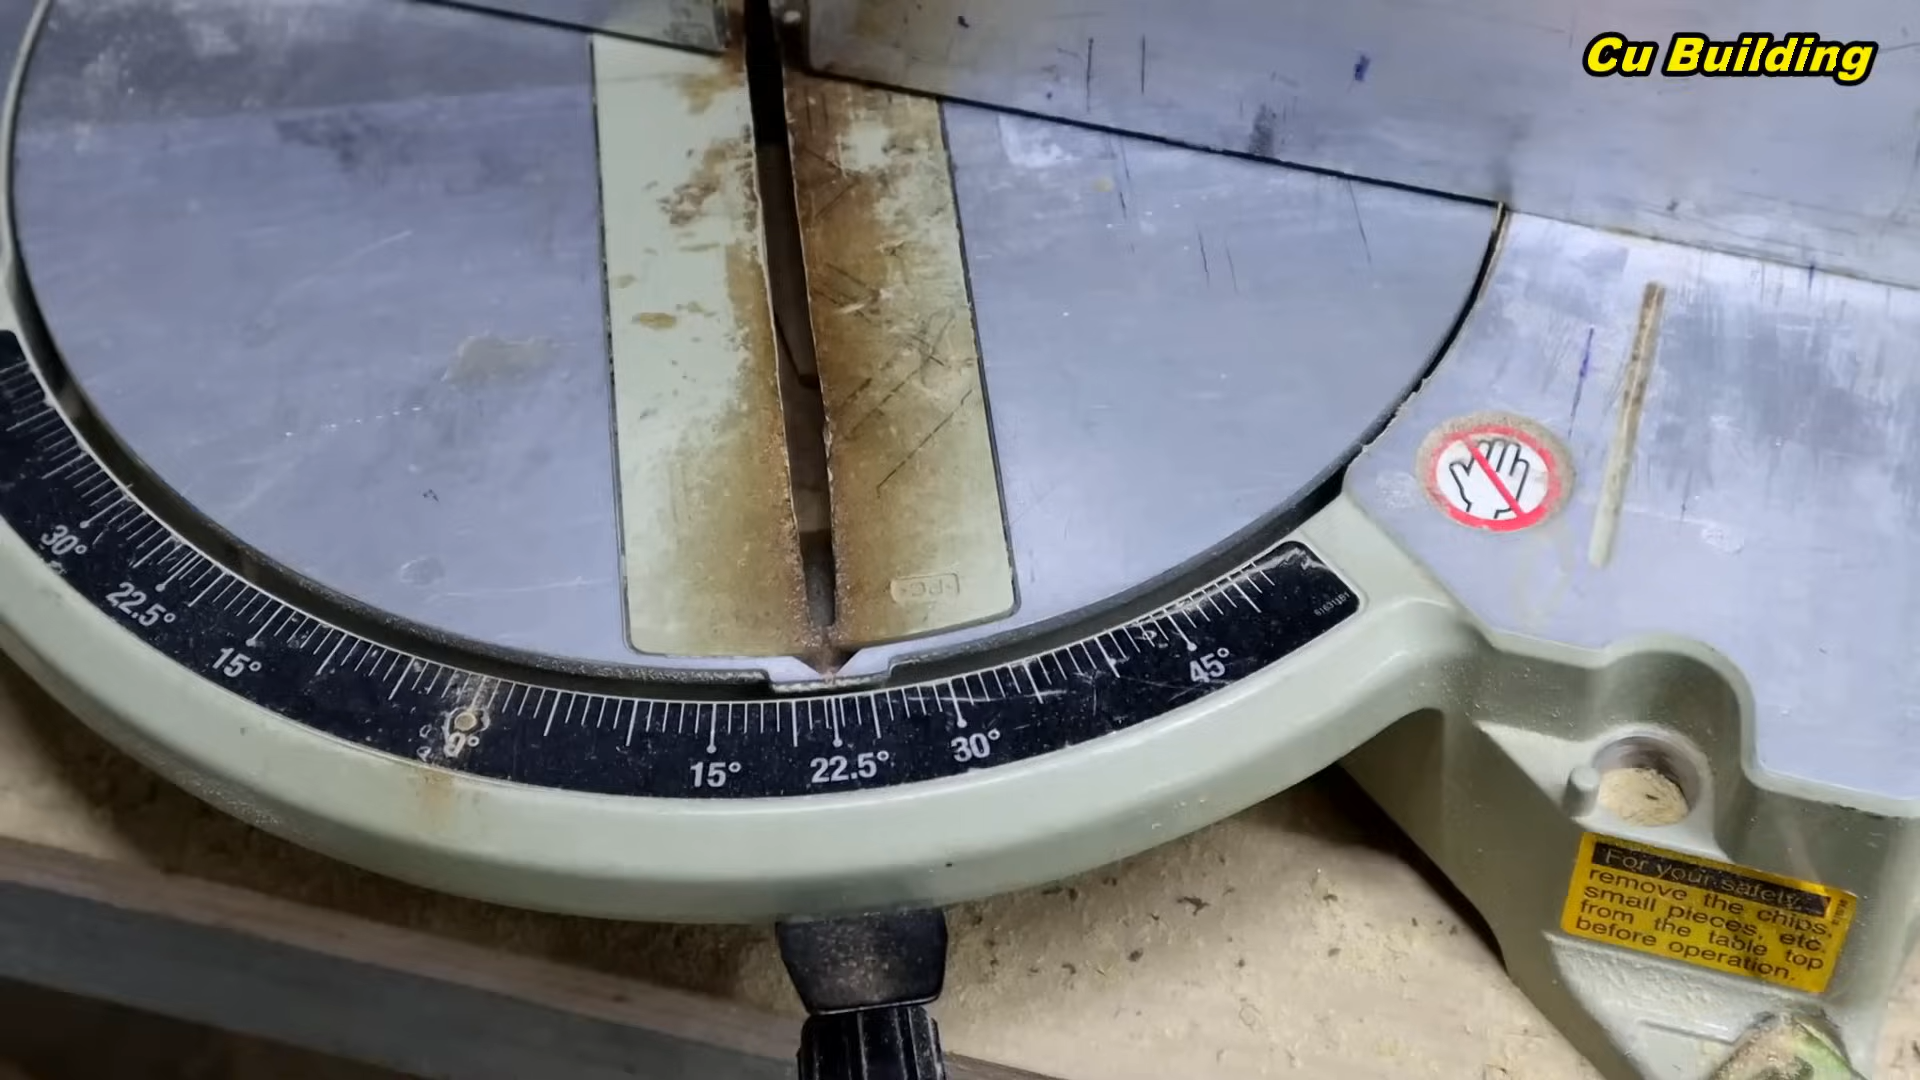 Cu Building
30°
22.5°
15°
0°
15°
22.5°
30°
45°
PC
For your safety,
remove the chips,
small pieces, etc.
from the table top
before operation.